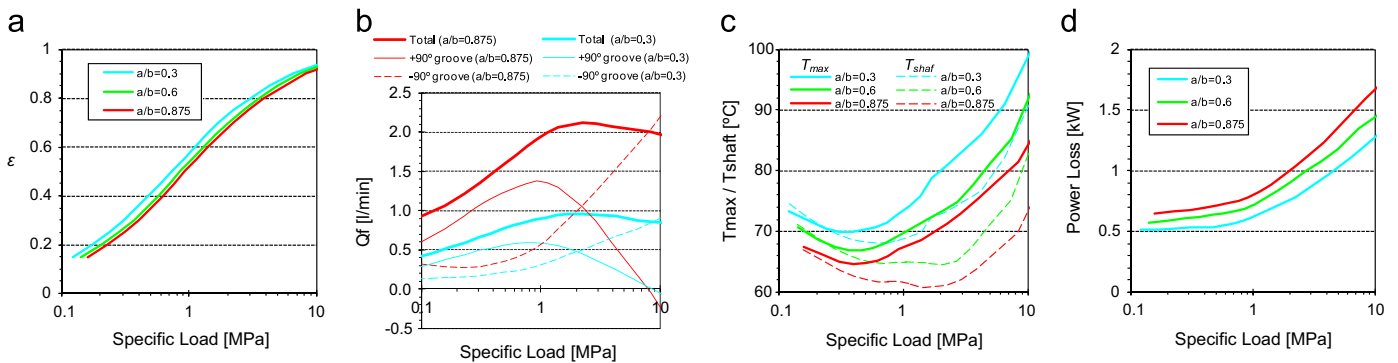 a
1
0.8
0.6
0.4
0.2
0
ε
a/b=0.3
a/b=0.6
a/b=0.875
0.1
1
10
Specific Load [MPa]
b
Total (a/b=0.875)
+90º groove (a/b=0.875)
-90º groove (a/b=0.875)
Total (a/b=0.3)
+90º groove (a/b=0.3)
-90º groove (a/b=0.3)
2.5
2.0
1.5
1.0
0.5
0.0
-0.5
Qf [l/min]
0.1
1
10
Specific Load [MPa]
c
100
90
80
70
60
Tmax / Tshaft [ºC]
Tmax
a/b=0.3
a/b=0.6
a/b=0.875
Tshaf
a/b=0.3
a/b=0.6
a/b=0.875
0.1
1
10
Specific Load [MPa]
d
2
1.5
1
0.5
0
Power Loss [kW]
a/b=0.3
a/b=0.6
a/b=0.875
0.1
1
10
Specific Load [MPa]